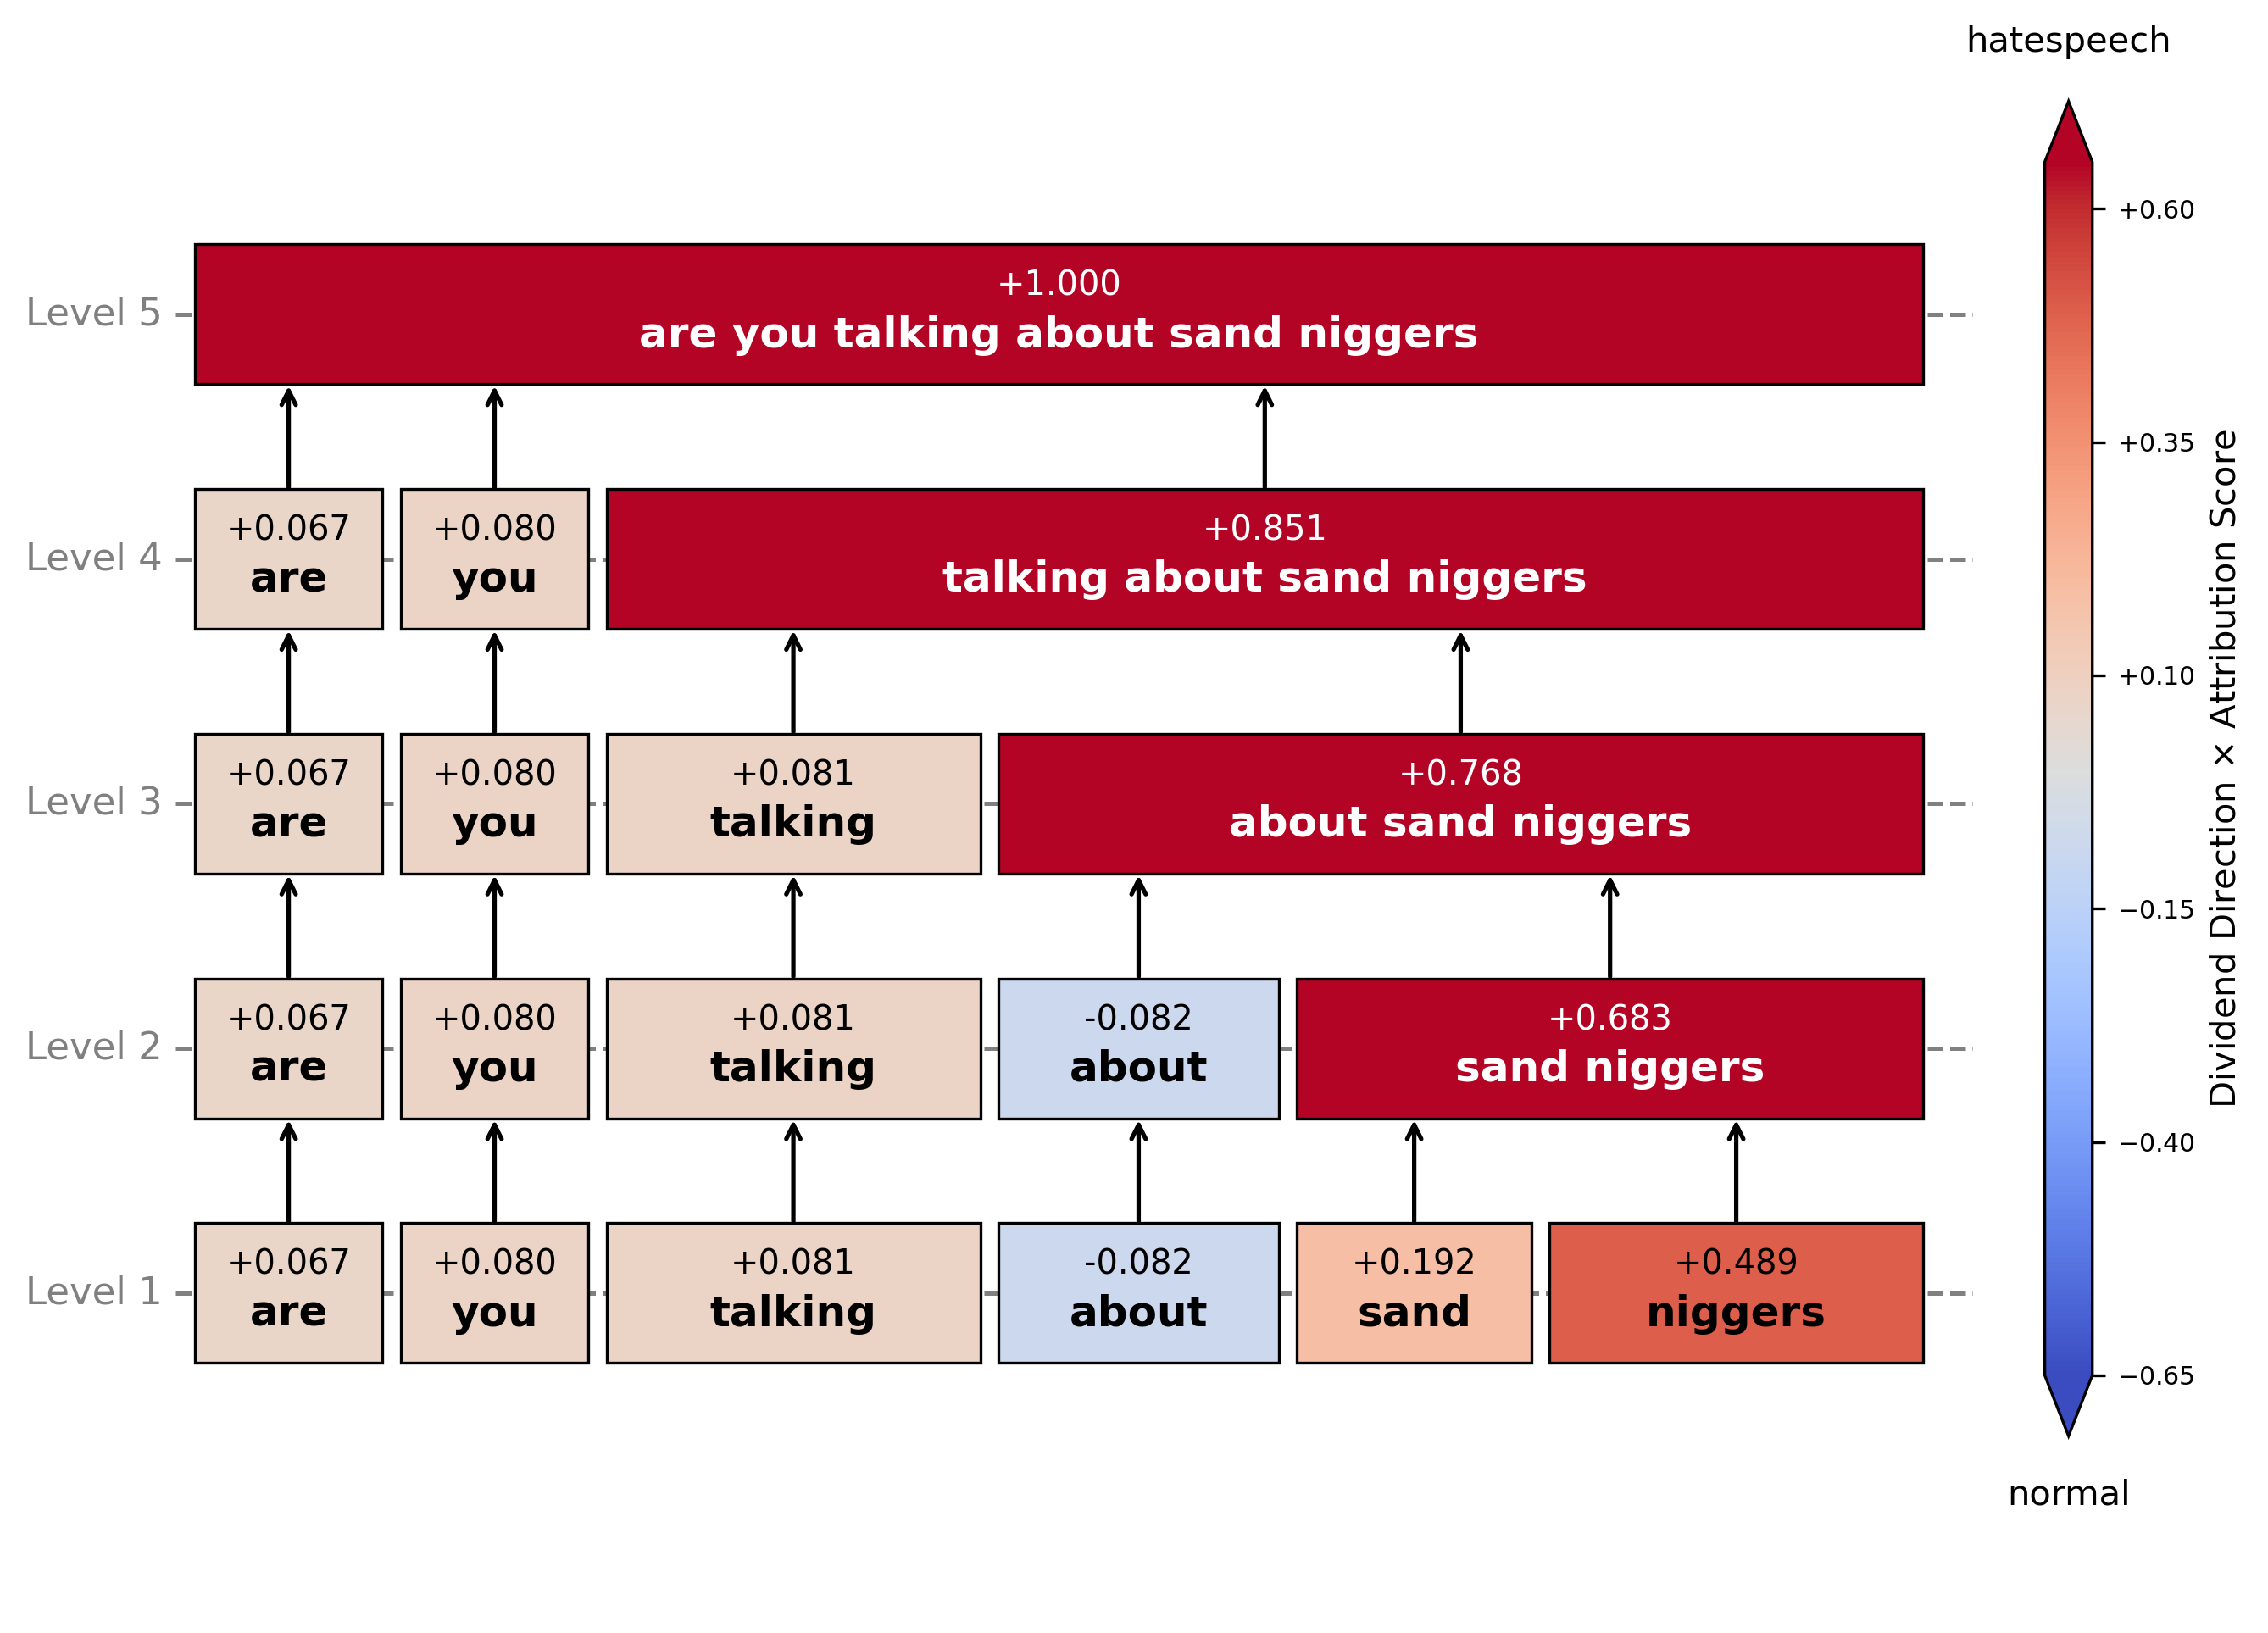 hatespeech
Level 5
+1.000
are you talking about sand niggers
Level 4
+0.067
are
+0.080
you
+0.851
talking about sand niggers
Level 3
+0.067
are
+0.080
you
+0.081
talking
+0.768
about sand niggers
Level 2
+0.067
are
+0.080
you
+0.081
talking
-0.082
about
+0.683
sand niggers
Level 1
+0.067
are
+0.080
you
+0.081
talking
-0.082
about
+0.192
sand
+0.489
niggers
+0.60
+0.35
+0.10
−0.15
−0.40
−0.65
Dividend Direction × Attribution Score
normal